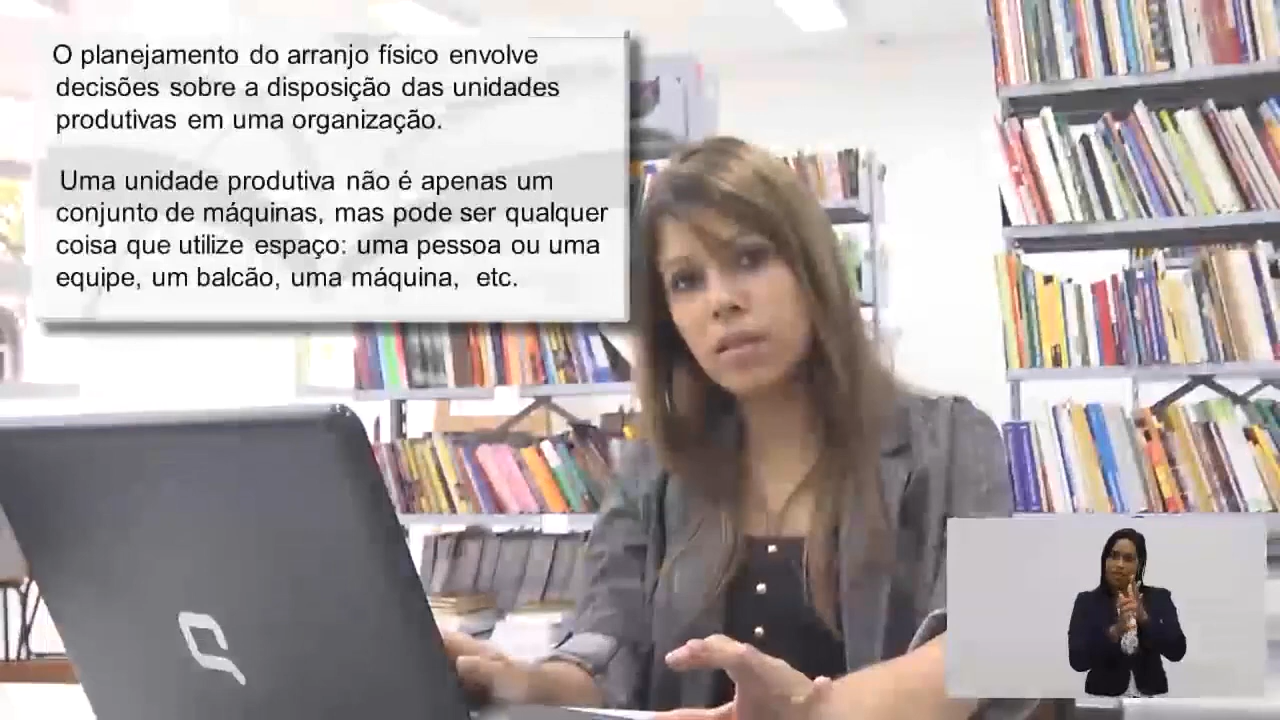 O planejamento do arranjo físico envolve
decisões sobre a disposição das unidades
produtivas em uma organização.
Uma unidade produtiva não é apenas um
conjunto de máquinas, mas pode ser qualquer
coisa que utilize espaço: uma pessoa ou uma
equipe, um balcão, uma máquina, etc.